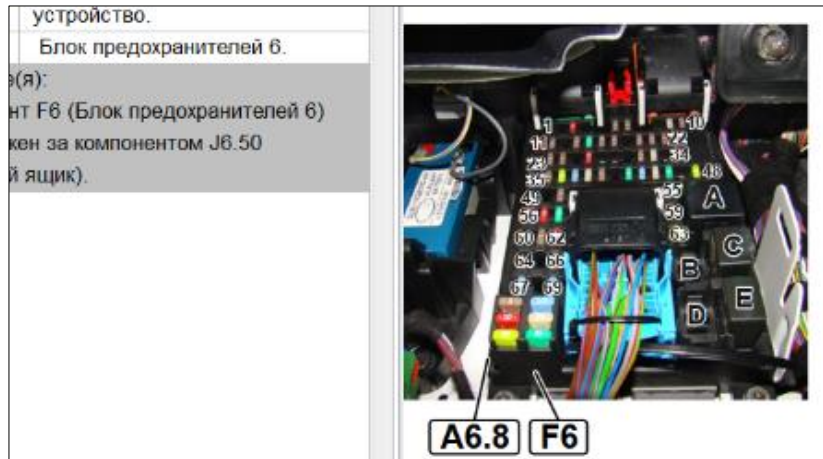 устройство.
Блок предохранителей 6.
е(я):
нт F6 (Блок предохранителей 6)
жен за компонентом J6.50
й ящик).
1 10
11 22
23 34
35 48
49 55
A
56 59
60 62 63
C
64 66
B
67 69
D
E
A6.8 F6